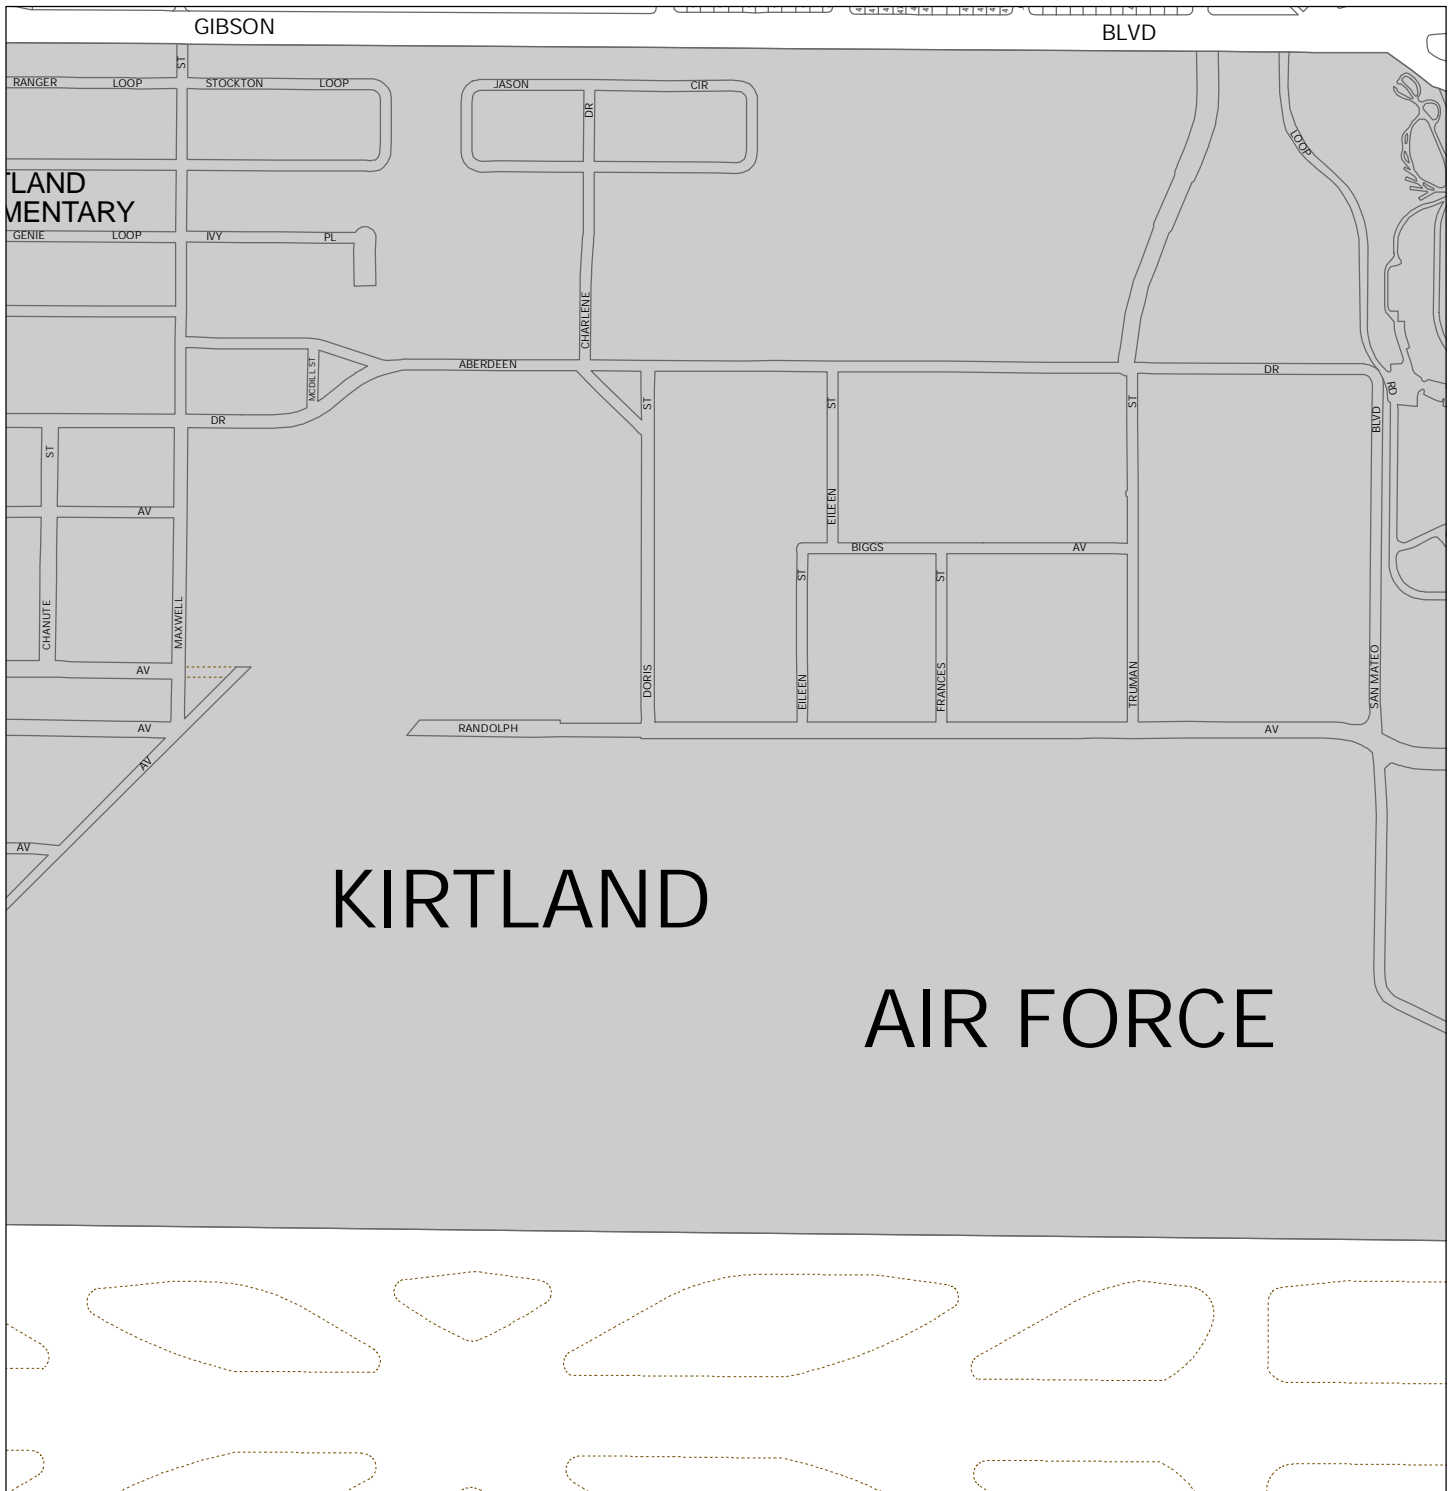 GIBSON BLVD
ST
RANGER LOOP STOCKTON LOOP JASON CIR
DR
LOOP
TLAND
MENTARY
GENIE LOOP IVY PL
CHARLENE
ABERDEEN DR
MCDILL ST
RD
ST ST ST BLVD
DR
ST
EILEEN
AV
BIGGS AV
ST ST
CHANUTE MAXWELL
AV
DORIS EILEEN FRANCES TRUMAN SAN MATEO
AV RANDOLPH AV
AV
AV
KIRTLAND
AIR FORCE